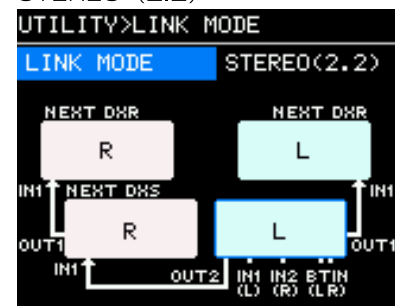 UTILITY>LINK MODE
LINK MODE STEREO(2.2)
NEXT DXR NEXT DXR
R L
IN1 NEXT DXS IN1
R L
OUT1 OUT1
IN1 OUT2 IN1 IN2 BTIN
(L) (R) (LR)